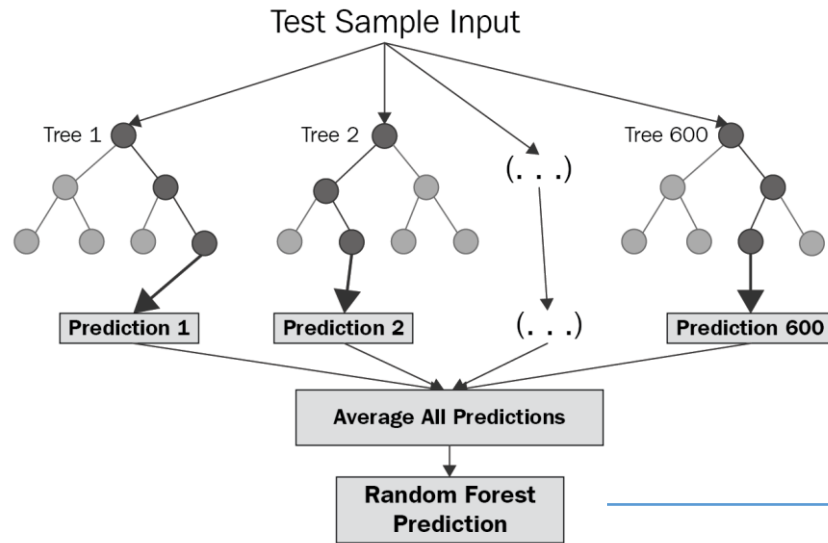 Test Sample Input
Tree 1
Tree 2
Tree 600
(. . .)
Prediction 1
Prediction 2
(. . .)
Prediction 600
Average All Predictions
Random Forest
Prediction